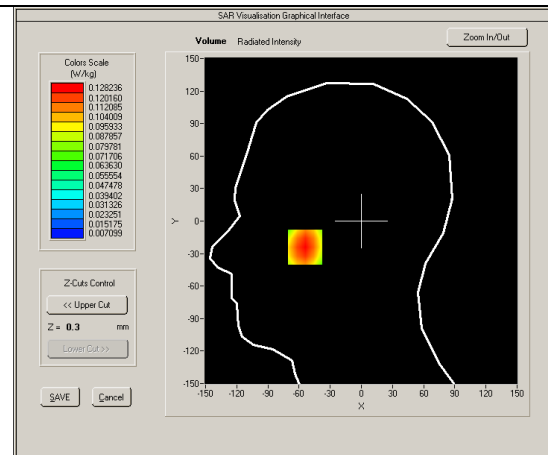 SAR Visualisation Graphical Interface
Volume Radiated Intensity
Zoom In/Out
Colors Scale
(W/kg)
0.128236
0.120160
0.112085
0.104009
0.095933
0.087857
0.079781
0.071706
0.063630
0.055554
0.047478
0.039402
0.031326
0.023251
0.015175
0.007099
Z-Cuts Control
<< Upper Cut
Z = 0.3 mm
Lower Cut >>
SAVE Cancel
150
120
90
60
30
Y 0
-30
-60
-90
-120
-150
-150 -120 -90 -60 -30 0 30 60 90 120 150
X